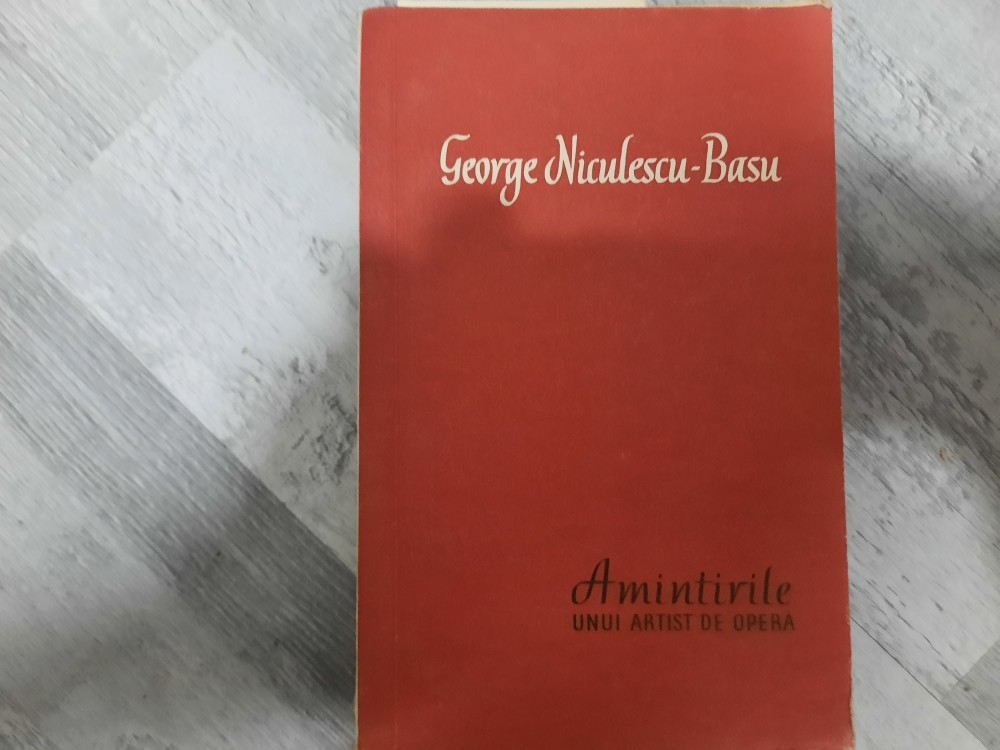 George Niculescu-Basu
Amintirile
UNUI ARTIST DE OPERA